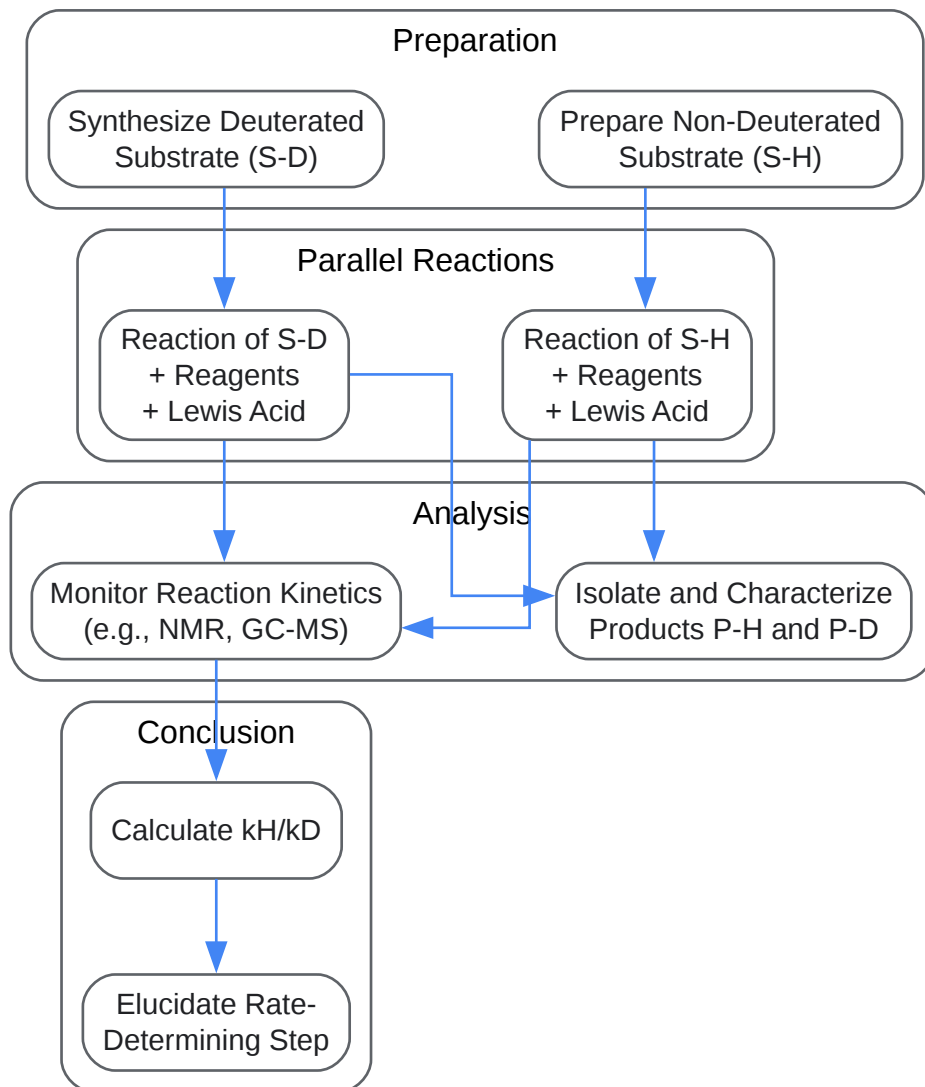 Preparation
Synthesize Deuterated
Substrate (S-D)
Prepare Non-Deuterated
Substrate (S-H)
Parallel Reactions
Reaction of S-D
+ Reagents
+ Lewis Acid
Reaction of S-H
+ Reagents
+ Lewis Acid
Analysis
Monitor Reaction Kinetics
(e.g., NMR, GC-MS)
Isolate and Characterize
Products P-H and P-D
Conclusion
Calculate kH/kD
Elucidate Rate-
Determining Step